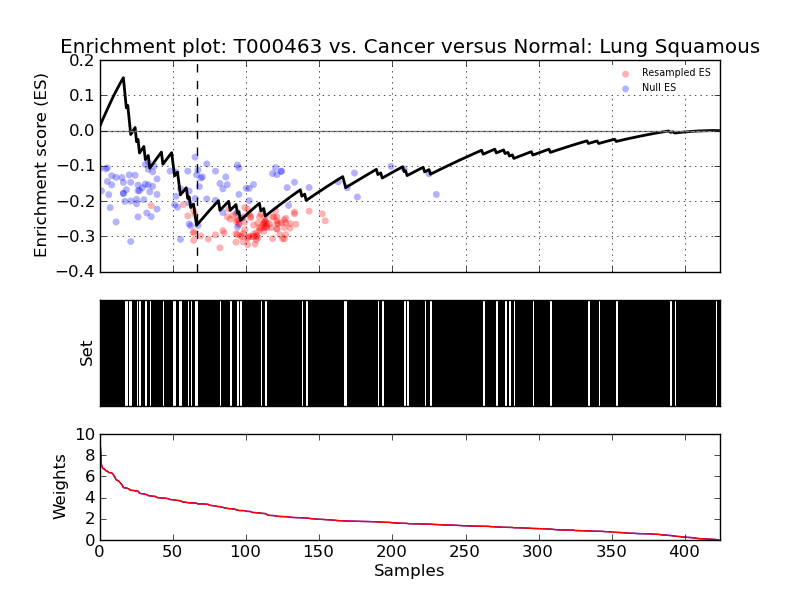 Enrichment plot: T000463 vs. Cancer versus Normal: Lung Squamous
Enrichment score (ES)
0.2
0.1
0.0
−0.1
−0.2
−0.3
−0.4
Resampled ES
Null ES
Set
Weights
10
8
6
4
2
0
0 50 100 150 200 250 300 350 400
Samples